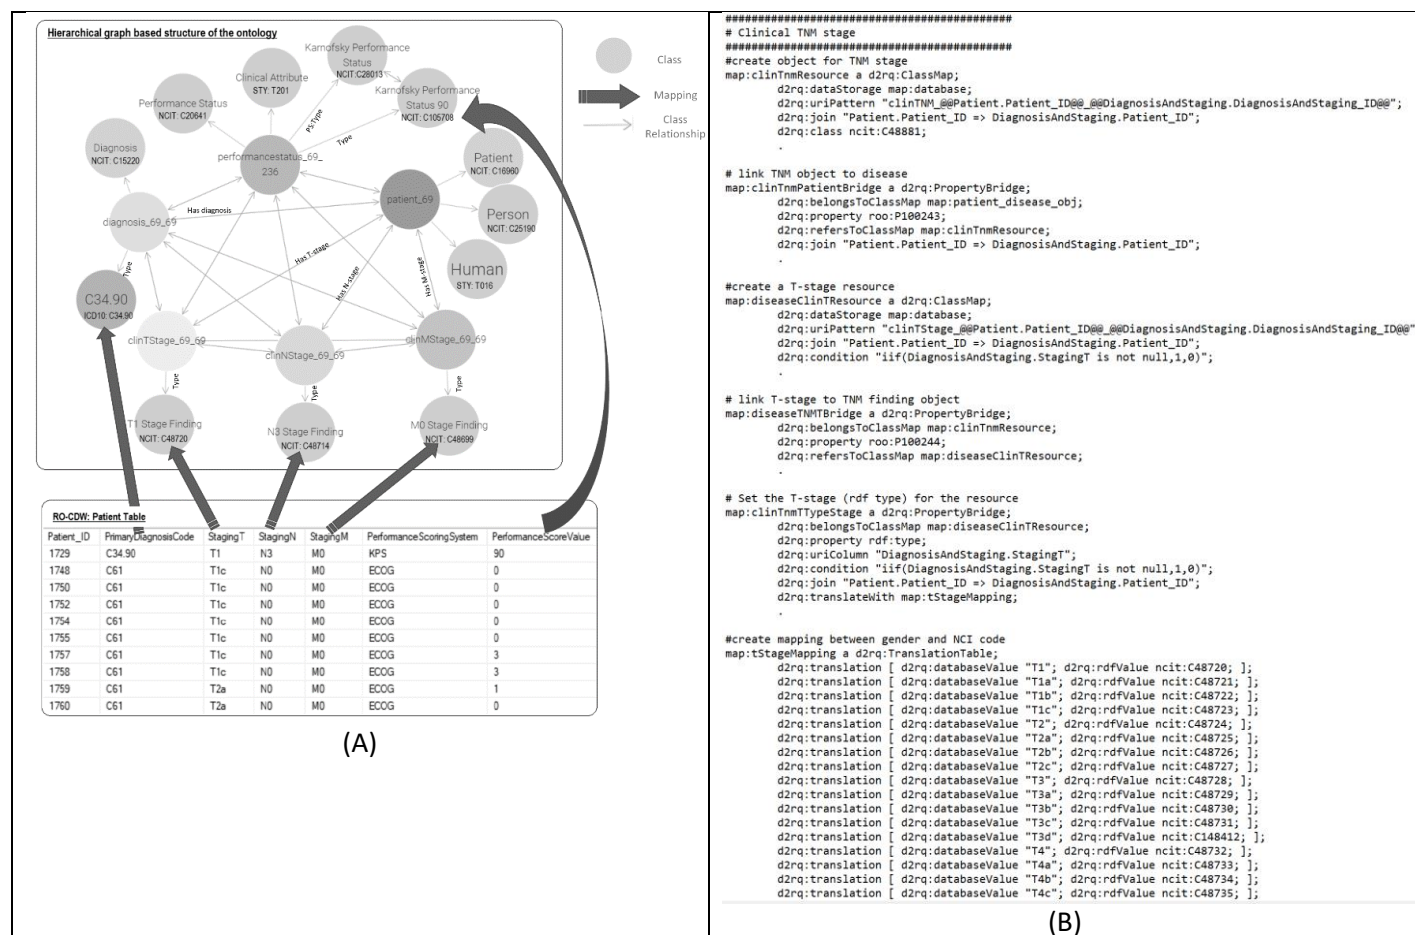 Hierarchical graph based structure of the ontology
Karnofsky Performance
Status
NCIT:C28013
Clinical Attribute
STY: T201
Karnofsky Performance
Status 90
NCIT: C105708
Performance Status
NCIT: C20641
PS:Type
Type
Diagnosis
NCIT: C15220
performancestatus_69_
236
Patient
NCIT: C16960
patient_69
Person
NCIT: C25190
diagnosis_69_69
Has diagnosis
Human
STY: T016
Has T-stage
Has N-stage
Has M-stage
Type
C34.90
ICD10: C34.90
clinTStage_69_69
clinNStage_69_69
clinMStage_69_69
Type
Type
Type
T1 Stage Finding
NCIT: C48720
N3 Stage Finding
NCIT: C48714
M0 Stage Finding
NCIT: C48699
Class
Mapping
Class
Relationship
RO-CDW: Patient Table
Patient_ID PrimaryDiagnosisCode StagingT StagingN StagingM PerformanceScoringSystem PerformanceScoreValue
1729 C34.90 T1 N3 M0 KPS 90
1748 C61 T1c N0 M0 ECOG 0
1750 C61 T1c N0 M0 ECOG 0
1752 C61 T1c N0 M0 ECOG 0
1754 C61 T1c N0 M0 ECOG 0
1755 C61 T1c N0 M0 ECOG 0
1757 C61 T1c N0 M0 ECOG 3
1758 C61 T1c N0 M0 ECOG 3
1759 C61 T2a N0 M0 ECOG 1
1760 C61 T2a N0 M0 ECOG 0
(A)
############################################
# Clinical TNM stage
############################################
#create object for TNM stage
map:clinTnmResource a d2rq:ClassMap;
d2rq:dataStorage map:database;
d2rq:uriPattern "clinTNM_@@Patient.Patient_ID@@_@@DiagnosisAndStaging.DiagnosisAndStaging_ID@@";
d2rq:join "Patient.Patient_ID => DiagnosisAndStaging.Patient_ID";
d2rq:class ncit:C48881;
.
# link TNM object to disease
map:clinTnmPatientBridge a d2rq:PropertyBridge;
d2rq:belongsToClassMap map:patient_disease_obj;
d2rq:property roo:P100243;
d2rq:refersToClassMap map:clinTnmResource;
d2rq:join "Patient.Patient_ID => DiagnosisAndStaging.Patient_ID";
.
#create a T-stage resource
map:diseaseClinTResource a d2rq:ClassMap;
d2rq:dataStorage map:database;
d2rq:uriPattern "clinTStage_@@Patient.Patient_ID@@_@@DiagnosisAndStaging.DiagnosisAndStaging_ID@@"
d2rq:join "Patient.Patient_ID => DiagnosisAndStaging.Patient_ID";
d2rq:condition "iif(DiagnosisAndStaging.StagingT is not null,1,0)";
.
# link T-stage to TNM finding object
map:diseaseTNMTBridge a d2rq:PropertyBridge;
d2rq:belongsToClassMap map:clinTnmResource;
d2rq:property roo:P100244;
d2rq:refersToClassMap map:diseaseClinTResource;
.
# Set the T-stage (rdf type) for the resource
map:clinTnmTTypeStage a d2rq:PropertyBridge;
d2rq:belongsToClassMap map:diseaseClinTResource;
d2rq:property rdf:type;
d2rq:uriColumn "DiagnosisAndStaging.StagingT";
d2rq:condition "iif(DiagnosisAndStaging.StagingT is not null,1,0)";
d2rq:join "Patient.Patient_ID => DiagnosisAndStaging.Patient_ID";
d2rq:translateWith map:tStageMapping;
.
#create mapping between gender and NCI code
map:tStageMapping a d2rq:TranslationTable;
d2rq:translation [ d2rq:databaseValue "T1"; d2rq:rdfValue ncit:C48720; ];
d2rq:translation [ d2rq:databaseValue "T1a"; d2rq:rdfValue ncit:C48721; ];
d2rq:translation [ d2rq:databaseValue "T1b"; d2rq:rdfValue ncit:C48722; ];
d2rq:translation [ d2rq:databaseValue "T1c"; d2rq:rdfValue ncit:C48723; ];
d2rq:translation [ d2rq:databaseValue "T2"; d2rq:rdfValue ncit:C48724; ];
d2rq:translation [ d2rq:databaseValue "T2a"; d2rq:rdfValue ncit:C48725; ];
d2rq:translation [ d2rq:databaseValue "T2b"; d2rq:rdfValue ncit:C48726; ];
d2rq:translation [ d2rq:databaseValue "T2c"; d2rq:rdfValue ncit:C48727; ];
d2rq:translation [ d2rq:databaseValue "T3"; d2rq:rdfValue ncit:C48728; ];
d2rq:translation [ d2rq:databaseValue "T3a"; d2rq:rdfValue ncit:C48729; ];
d2rq:translation [ d2rq:databaseValue "T3b"; d2rq:rdfValue ncit:C48730; ];
d2rq:translation [ d2rq:databaseValue "T3c"; d2rq:rdfValue ncit:C48731; ];
d2rq:translation [ d2rq:databaseValue "T3d"; d2rq:rdfValue ncit:C148412; ];
d2rq:translation [ d2rq:databaseValue "T4"; d2rq:rdfValue ncit:C48732; ];
d2rq:translation [ d2rq:databaseValue "T4a"; d2rq:rdfValue ncit:C48733; ];
d2rq:translation [ d2rq:databaseValue "T4b"; d2rq:rdfValue ncit:C48734; ];
d2rq:translation [ d2rq:databaseValue "T4c"; d2rq:rdfValue ncit:C48735; ];
(B)